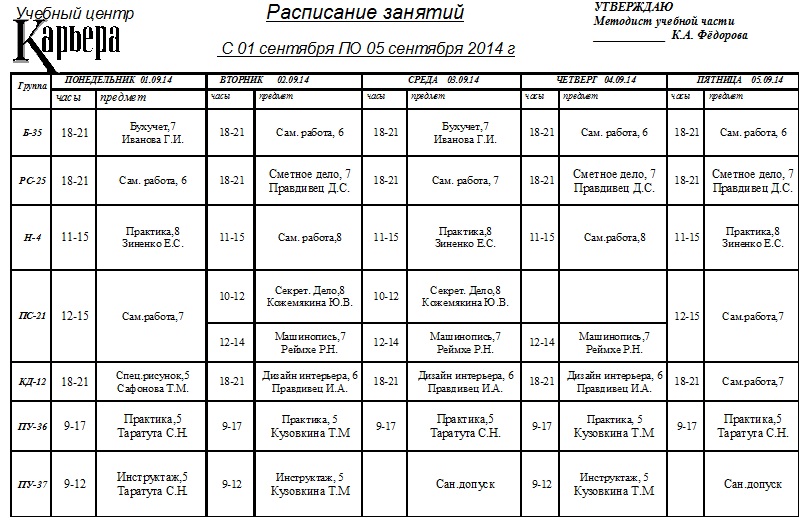 Учебный центр
Карьера
Расписание занятий
С 01 сентября ПО 05 сентября 2014 г
УТВЕРЖДАЮ
Методист учебной части
____________ К.А. Фёдорова
Группа ПОНЕДЕЛЬНИК 01.09.14 ВТОРНИК 02.09.14 СРЕДА 03.09.14 ЧЕТВЕРГ 04.09.14 ПЯТНИЦА 05.09.14
часы предмет часы предмет часы предмет часы предмет часы предмет
Б-35 18-21 Бухучет,7 18-21 Сам. работа, 6 18-21 Бухучет,7 18-21 Сам. работа, 6 18-21 Сам. работа, 6
Иванова Г.И. Иванова Г.И.
РС-25 18-21 Сам. работа, 6 18-21 Сметное дело, 7 18-21 Сам. работа, 7 18-21 Сметное дело, 7 18-21 Сметное дело, 7
Правдивец Д.С. Правдивец Д.С. Правдивец Д.С.
Н-4 11-15 Практика,8 11-15 Сам. работа,8 11-15 Практика,8 11-15 Сам.работа,8 11-15 Практика,8
Зиненко Е.С. Зиненко Е.С. Зиненко Е.С.
ПС-21 12-15 Сам.работа,7 10-12 Секрет. Дело,8 10-12 Секрет. Дело,8 12-15 Сам.работа,7
Кожемякина Ю.В. Кожемякина Ю.В.
12-14 Машинопись,7 12-14 Машинопись,7 12-14 Машинопись,7
Реймхе Р.Н. Реймхе Р.Н. Реймхе Р.Н.
КД-12 18-21 Спец.рисунок,5 18-21 Дизайн интерьера, 6 18-21 Дизайн интерьера, 6 18-21 Дизайн интерьера, 6 18-21 Сам.работа,7
Сафонова Т.М. Правдивец И.А. Правдивец И.А. Правдивец И.А.
ПУ-36 9-17 Практика,5 9-17 Практика, 5 9-17 Практика,5 9-17 Практика, 5 9-17 Практика,5
Таратута С.Н. Кузовкина Т.М Таратута С.Н. Кузовкина Т.М Таратута С.Н.
ПУ-37 9-12 Инструктаж,5 9-12 Инструктаж, 5 Сан.допуск 9-12 Инструктаж, 5 Сан.допуск
Таратута С.Н. Кузовкина Т.М Кузовкина Т.М